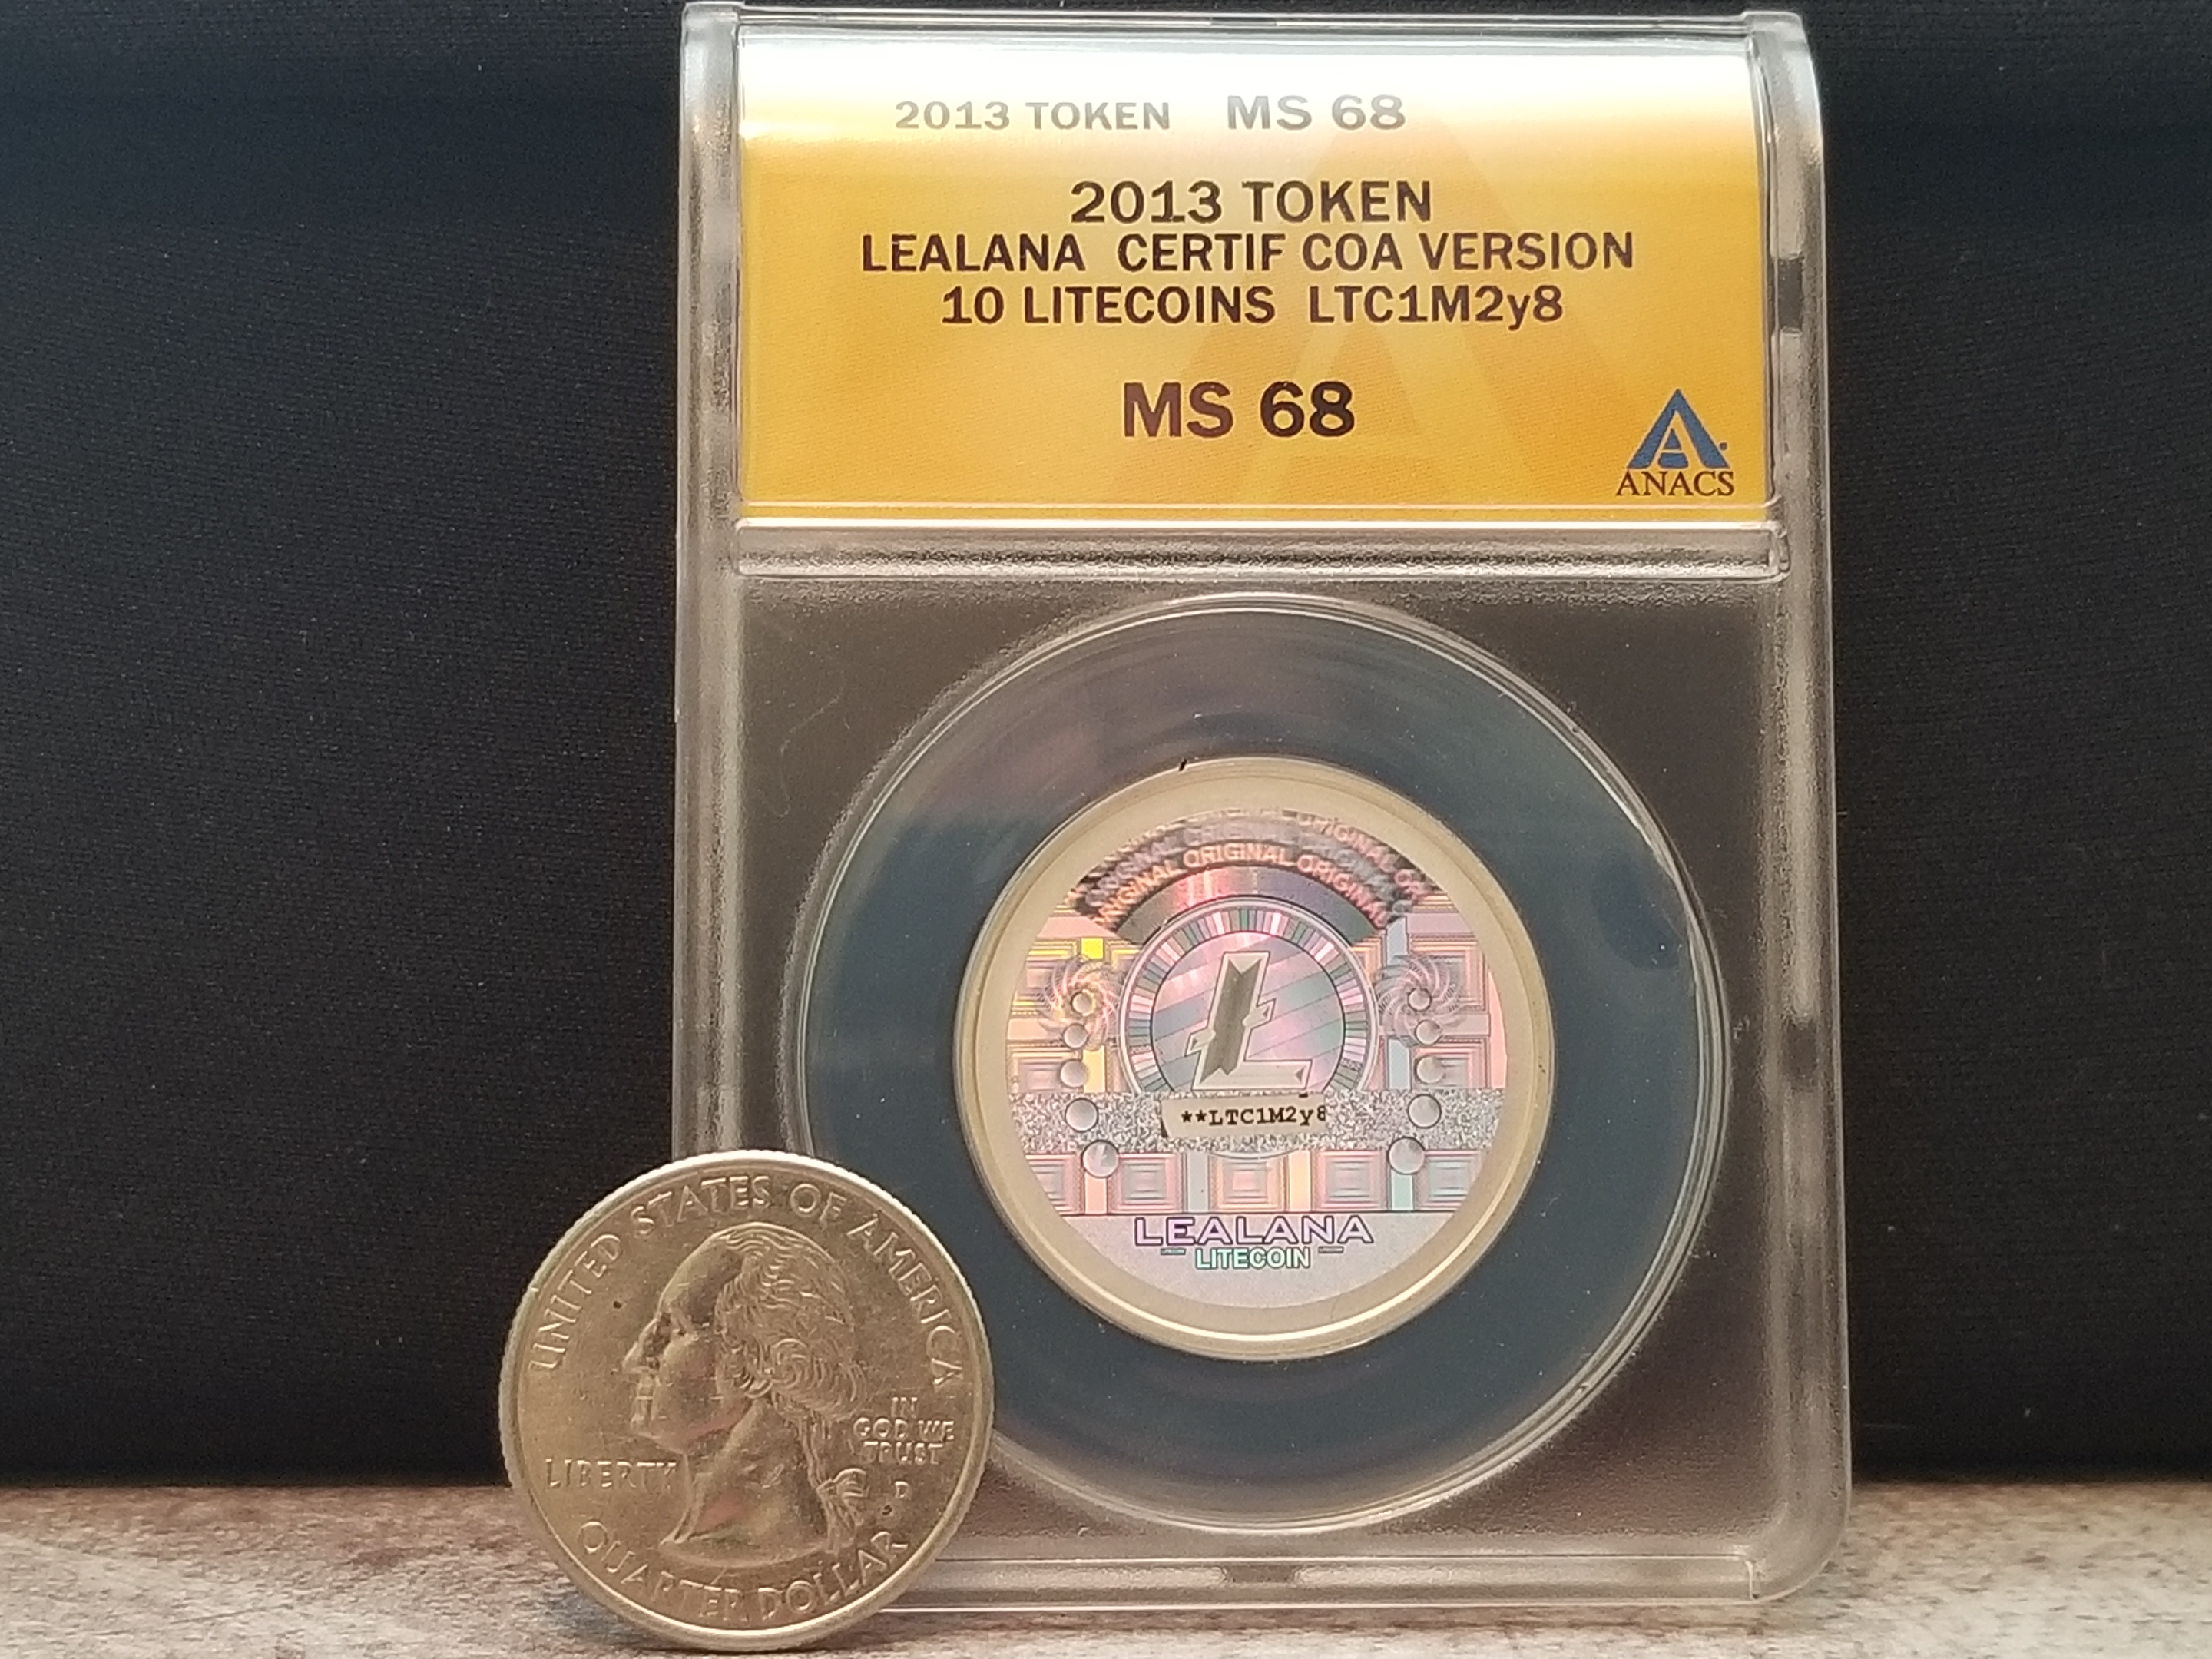 2013 TOKEN MS 68
2013 TOKEN
LEALANA CERTIF COA VERSION
10 LITECOINS LTC1M2y8
MS 68
ANACS
ORIGINAL ORIGINAL
ORIGINAL ORIGINAL
**LTC1M2y8
LEALANA
LITECOIN
UNITED STATES OF AMERICA
IN
GOD WE
TRUST
LIBERTY
D
QUARTER DOLLAR